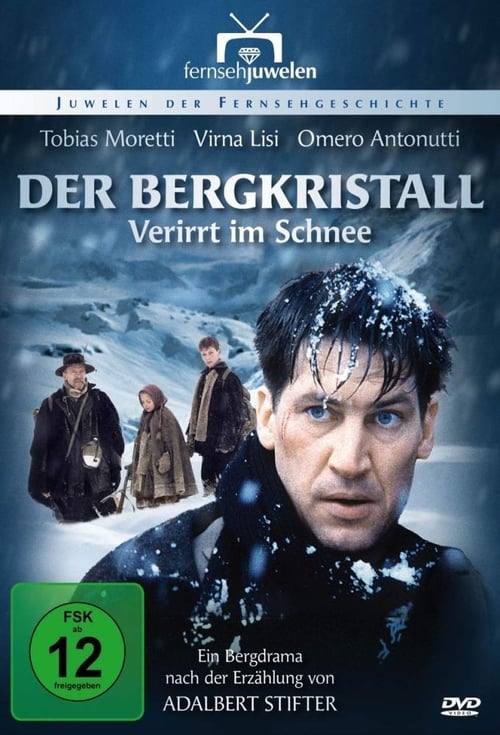 fernsehjuwelen
JUWELEN DER FERNSEHGESCHICHTE
Tobias Moretti Virna Lisi Omero Antonutti
DER BERGKRISTALL
Verirrt im Schnee
FSK
ab
12
freigegeben
Ein Bergdrama
nach der Erzählung von
ADALBERT STIFTER
DVD
VIDEO